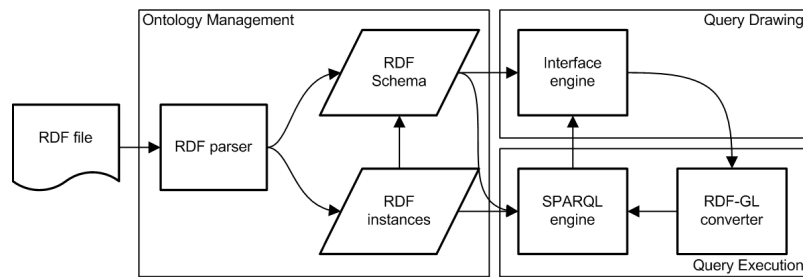 Ontology Management
Query Drawing
RDF
Schema
Interface
engine
RDF file
RDF parser
RDF
instances
SPARQL
engine
RDF-GL
converter
Query Execution